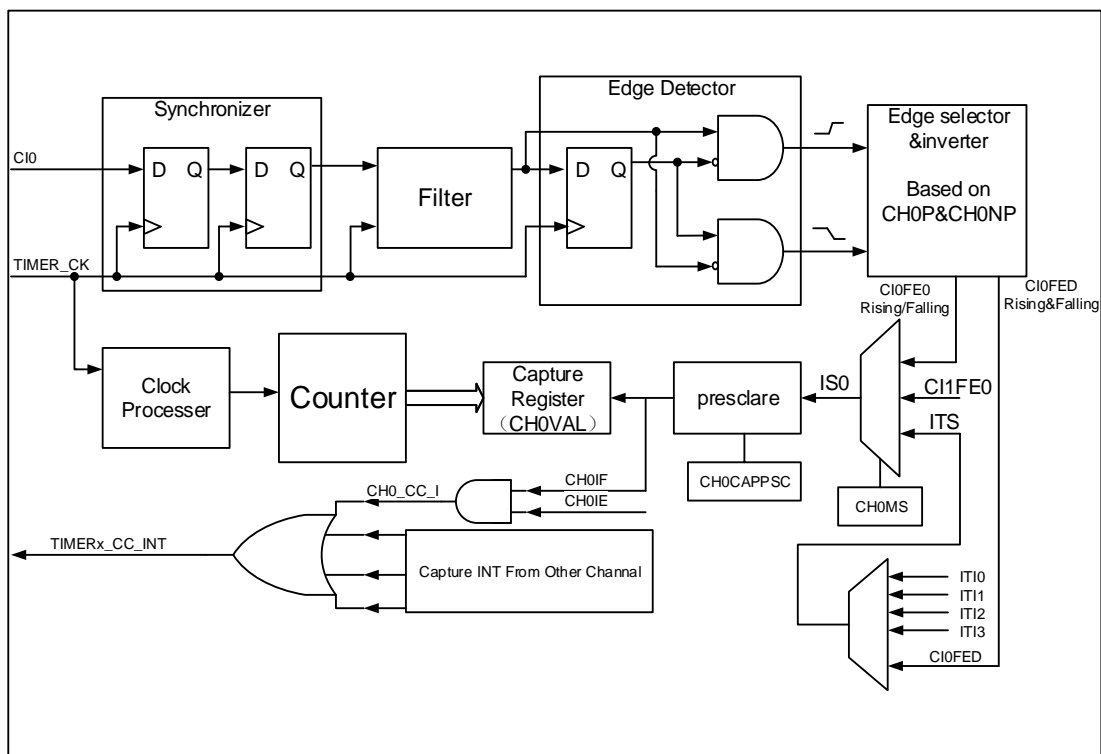 Synchronizer
Edge Detector
CI0
D Q
D Q
Filter
D Q
Edge selector
&inverter
Based on
CH0P&CH0NP
TIMER_CK
CI0FE0
Rising/Falling
CI0FED
Rising&Falling
Clock
Processer
Counter
Capture
Register
（CH0VAL）
presclare
IS0
CI1FE0
ITS
CH0CAPPSC
CH0MS
CH0IF
CH0_CC_I
CH0IE
TIMERx_CC_INT
Capture INT From Other Channel
ITI0
ITI1
ITI2
ITI3
CI0FED